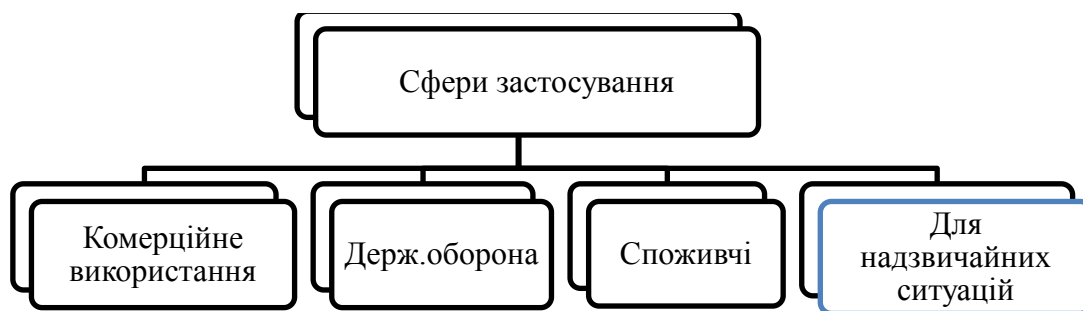 Сфери застосування
Комерційне
використання
Держ.оборона
Споживчі
Для
надзвичайних
ситуацій